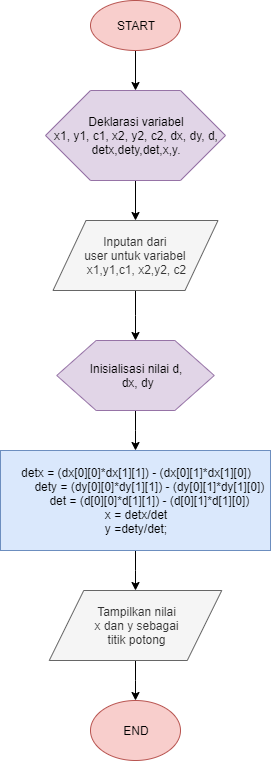 START
Deklarasi variabel
x1, y1, c1, x2, y2, c2, dx, dy, d,
detx,dety,det,x,y.
Inputan dari
user untuk variabel
x1,y1,c1, x2,y2, c2
Inisialisasi nilai d,
dx, dy
detx = (dx[0][0]*dx[1][1]) - (dx[0][1]*dx[1][0])
dety = (dy[0][0]*dy[1][1]) - (dy[0][1]*dy[1][0])
det = (d[0][0]*d[1][1]) - (d[0][1]*d[1][0])
x = detx/det
y =dety/det;
Tampilkan nilai
x dan y sebagai
titik potong
END